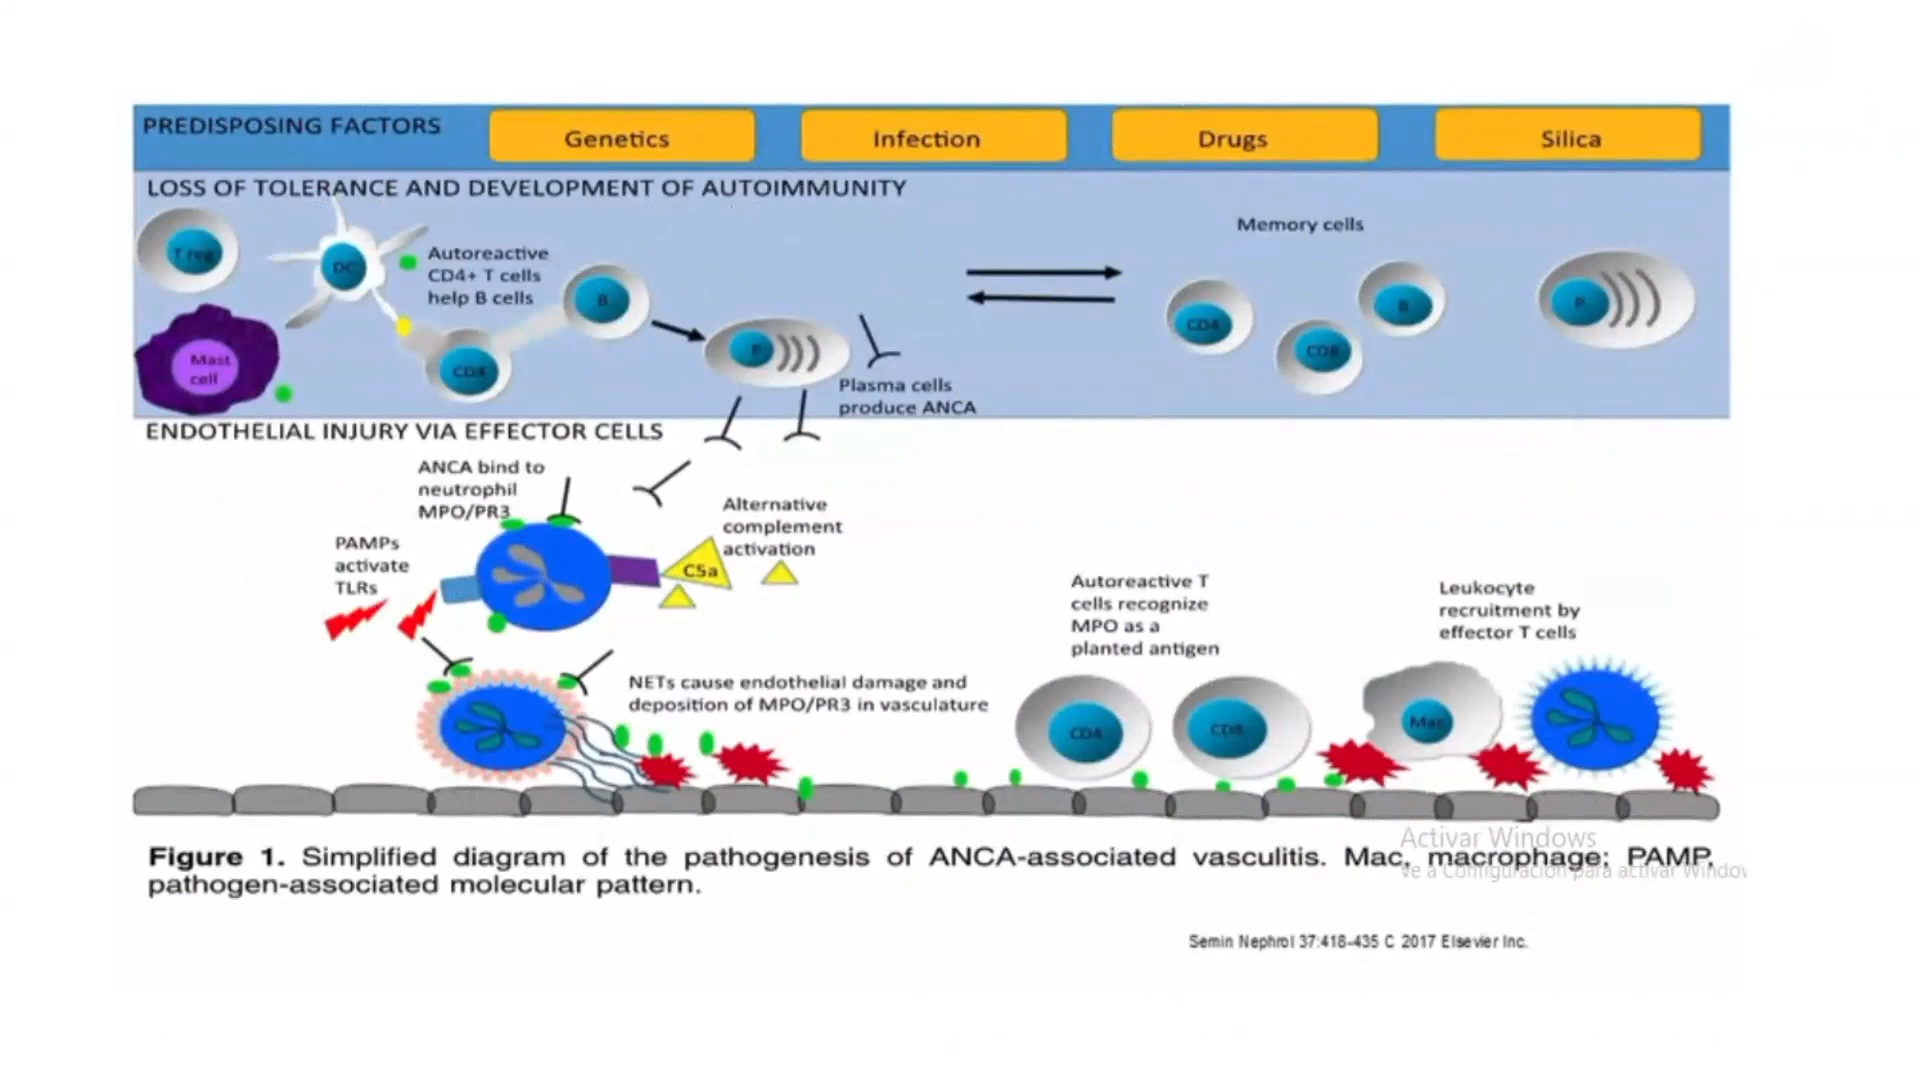 PREDISPOSING FACTORS
Genetics
Infection
Drugs
Silica
LOSS OF TOLERANCE AND DEVELOPMENT OF AUTOIMMUNITY
T reg
DC
Autoreactive
CD4+ T cells
help B cells
B
CD4
Mast
cell
P
Plasma cells
produce ANCA
Memory cells
CD4
CD8
B
P
ENDOTHELIAL INJURY VIA EFFECTOR CELLS
ANCA bind to
neutrophil
MPO/PR3
PAMPs
activate
TLRs
Alternative
complement
activation
C5a
NETs cause endothelial damage and
deposition of MPO/PR3 in vasculature
Autoreactive T
cells recognize
MPO as a
planted antigen
CD4
CD8
Leukocyte
recruitment by
effector T cells
Mac
Figure 1. Simplified diagram of the pathogenesis of ANCA-associated vasculitis. Mac, macrophage; PAMP,
pathogen-associated molecular pattern.
Activar Windows
Ve a Configuración para activar Window
Semin Nephrol 37:418-435 C 2017 Elsevier Inc.